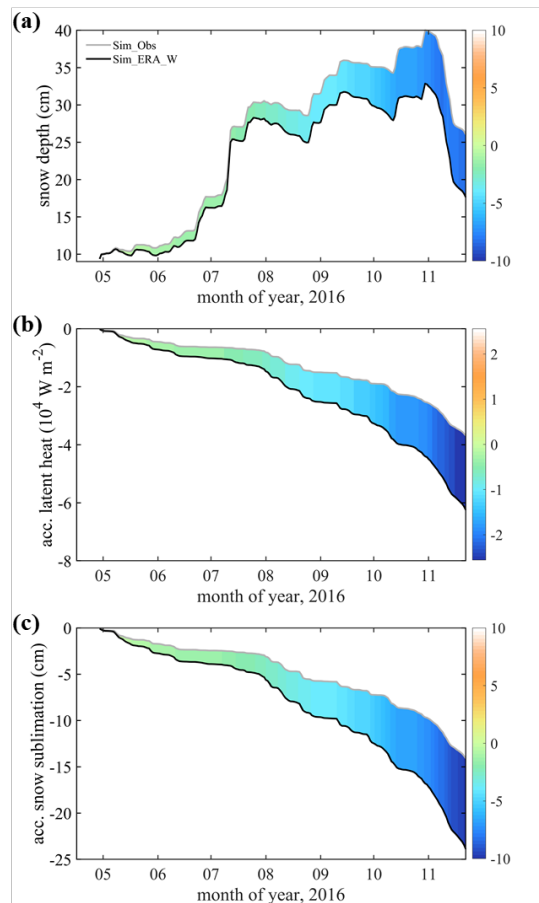 (a)
40
35
30
25
20
15
10
snow depth (cm)
Sim_Obs
Sim_ERA_W
05 06 07 08 09 10 11
month of year, 2016
10
5
0
-5
-10
(b)
0
-2
-4
-6
-8
acc. latent heat (10⁴ W m⁻²)
05 06 07 08 09 10 11
month of year, 2016
2
1
0
-1
-2
(c)
0
-5
-10
-15
-20
-25
acc. snow sublimation (cm)
05 06 07 08 09 10 11
month of year, 2016
10
5
0
-5
-10